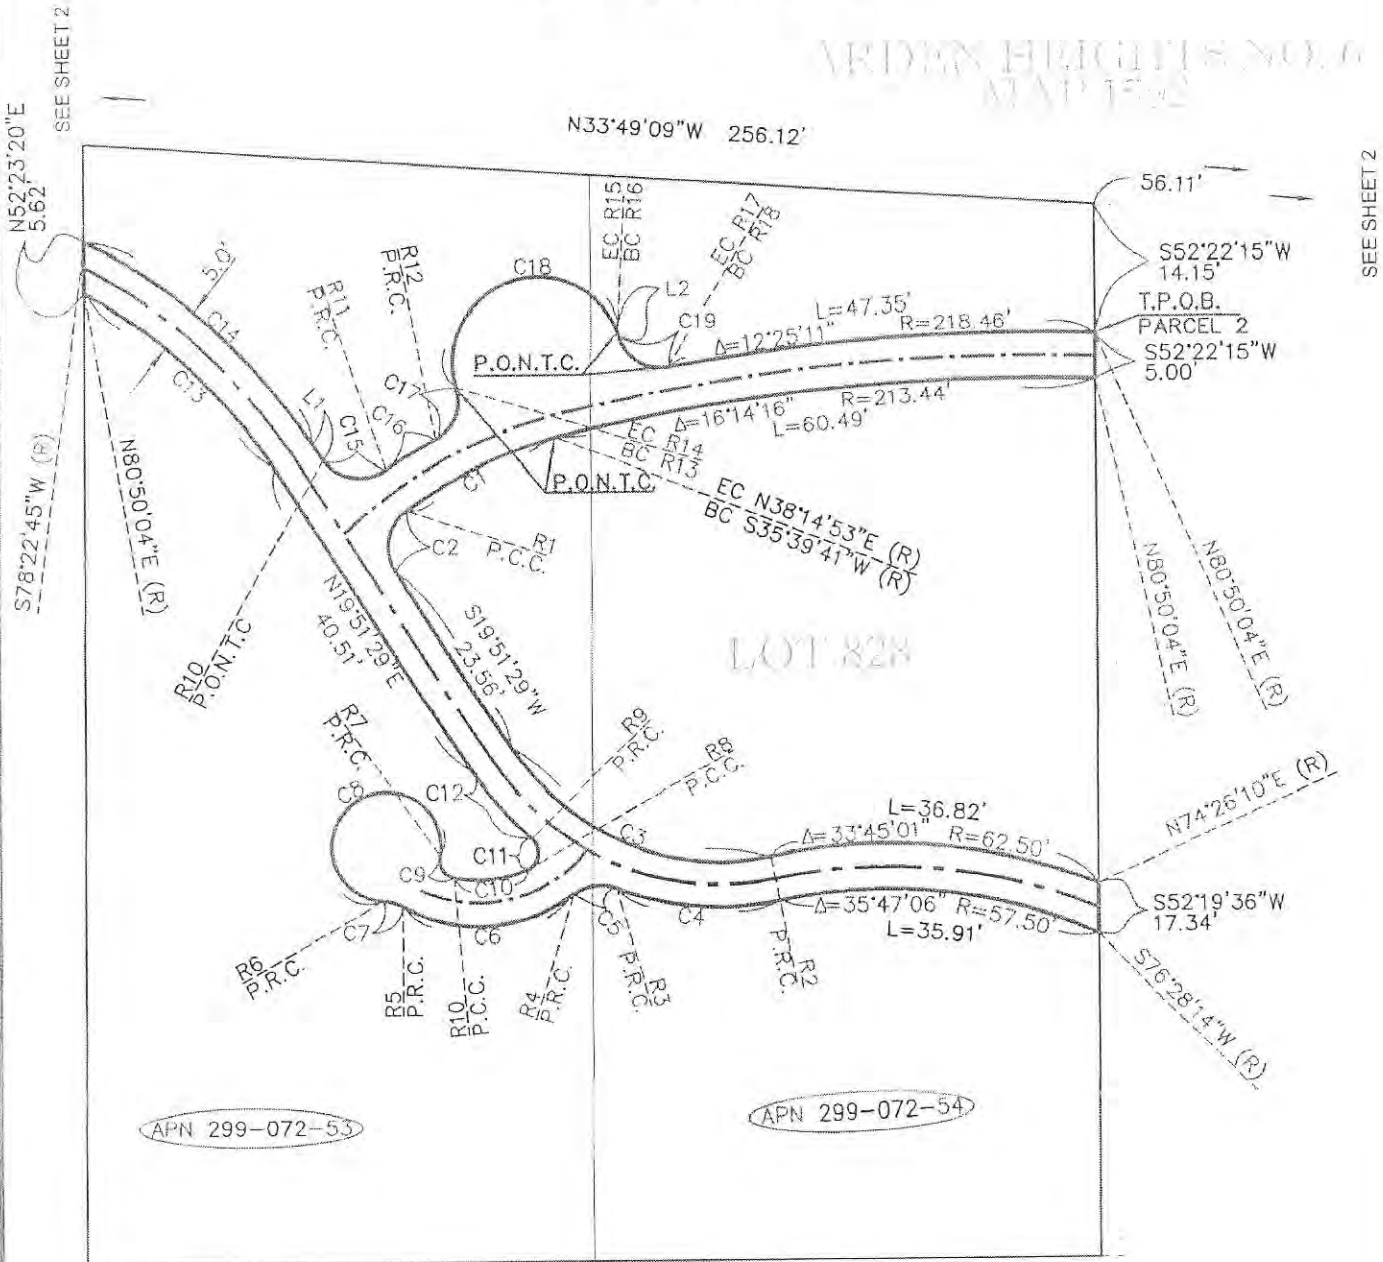 SEE SHEET 2
ARDEN HEIGHTS NO. 6
N33°49'09"W 256.12'
SEE SHEET 2
N52°23'20"E
5.62'
56.11'
S52°22'15"W
14.15'
T.P.O.B.
PARCEL 2
S52°22'15"W
5.00'
EC R15
BC R16
EC R17
BC R18
R12
P.R.C.
R11
P.R.C.
C18
L2
C19
5.0'
C14
C13
L1
C15
C16
C17
P.O.N.T.C.
L=47.35'
Δ=12°25'11" R=218.46'
Δ=16°14'16" R=213.44'
L=60.49'
EC R14
BC R13
P.O.N.T.C.
C1
EC N38°14'53"E (R)
BC S35°39'41"W (R)
R1
P.C.C.
C2
S78°22'45"W (R)
N80°50'04"E (R)
N80°50'04"E (R)
N80°50'04"E (R)
R10
P.O.N.T.C
N19°51'29"E
40.51'
S19°51'29"W
23.56'
LOT 828
R7
P.R.C.
R9
P.R.C.
R8
P.C.C.
C8
C12
C11
C9
C10
C3
L=36.82'
Δ=33°45'01" R=62.50'
N74°26'10"E (R)
S52°19'36"W
17.34'
Δ=35°47'06" R=57.50'
L=35.91'
C7
C6
C5
C4
R6
P.R.C.
R5
P.R.C.
R10
P.C.C.
R4
P.R.C.
R3
P.R.C.
R2
P.R.C.
S76°28'14"W (R)
APN 299-072-53
APN 299-072-54